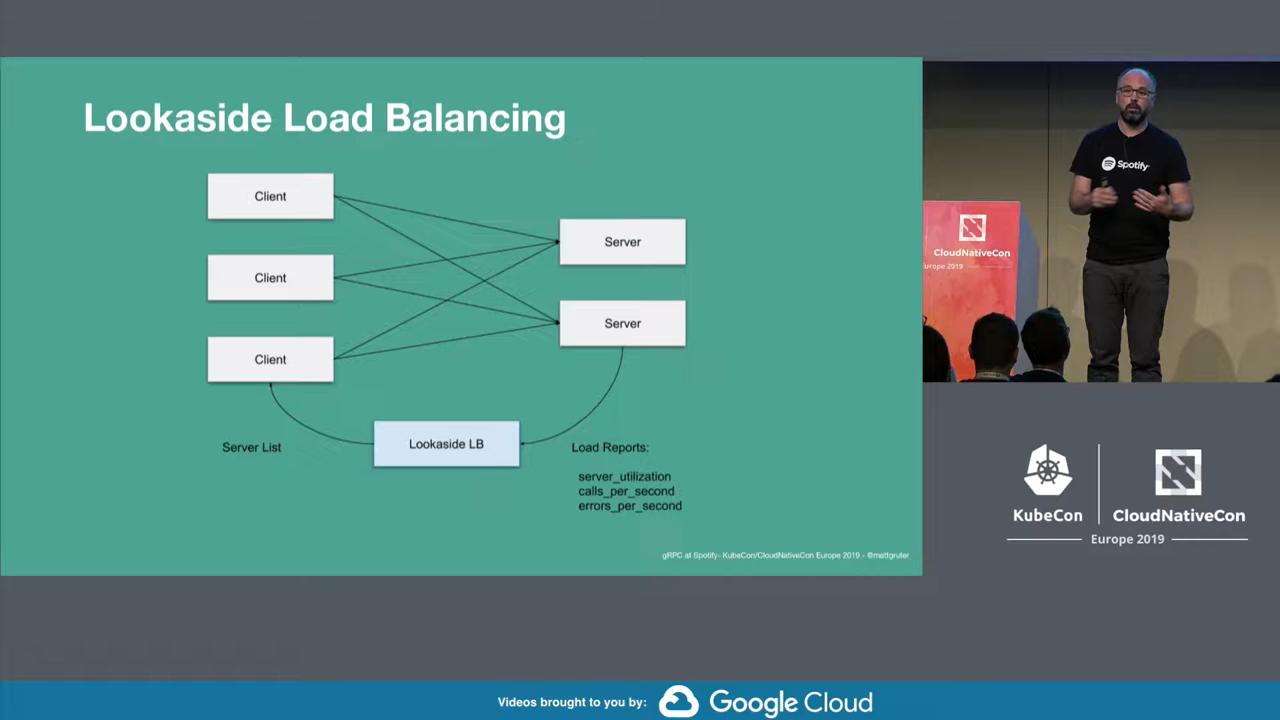 Lookaside Load Balancing
Client
Client
Client
Server
Server
Lookaside LB
Server List
Load Reports:
server_utilization
calls_per_second
errors_per_second
gRPC at Spotify- KubeCon/CloudNativeCon Europe 2019 - @mattgruter
Spotify
CloudNativeCon
urope 2019
KubeCon
CloudNativeCon
Europe 2019
Videos brought to you by:
Google Cloud